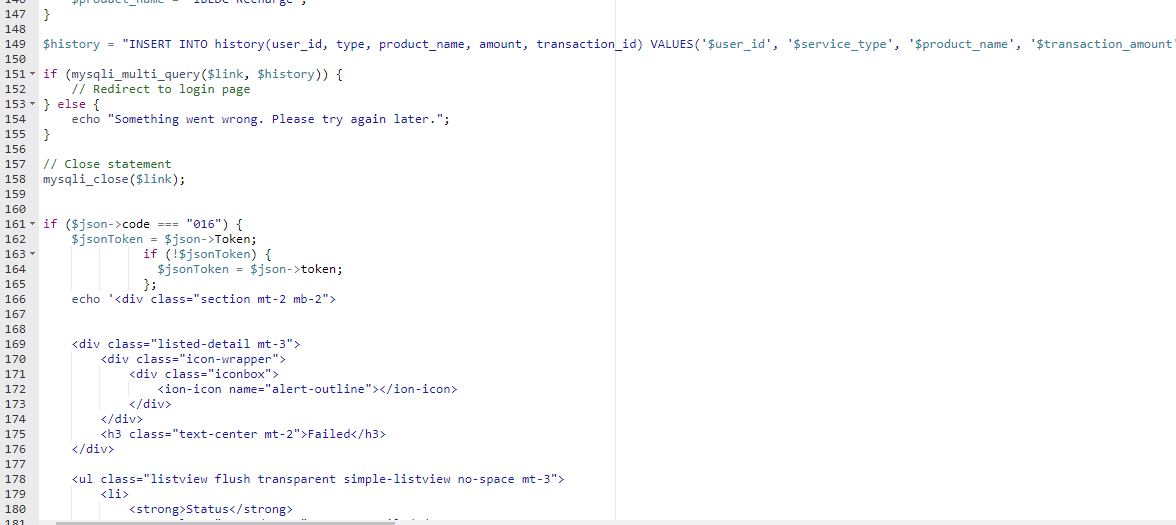 146     $product_name = "IBEDC Recharge";
147 }
148
149 $history = "INSERT INTO history(user_id, type, product_name, amount, transaction_id) VALUES('$user_id', '$service_type', '$product_name', '$transaction_amount'
150
151 if (mysqli_multi_query($link, $history)) {
152     // Redirect to login page
153 } else {
154     echo "Something went wrong. Please try again later.";
155 }
156
157 // Close statement
158 mysqli_close($link);
159
160
161 if ($json->code === "016") {
162     $jsonToken = $json->Token;
163               if (!$jsonToken) {
164                 $jsonToken = $json->token;
165               };
166     echo '<div class="section mt-2 mb-2">
167
168
169     <div class="listed-detail mt-3">
170         <div class="icon-wrapper">
171             <div class="iconbox">
172                 <ion-icon name="alert-outline"></ion-icon>
173             </div>
174         </div>
175         <h3 class="text-center mt-2">Failed</h3>
176     </div>
177
178     <ul class="listview flush transparent simple-listview no-space mt-3">
179         <li>
180             <strong>Status</strong>
181